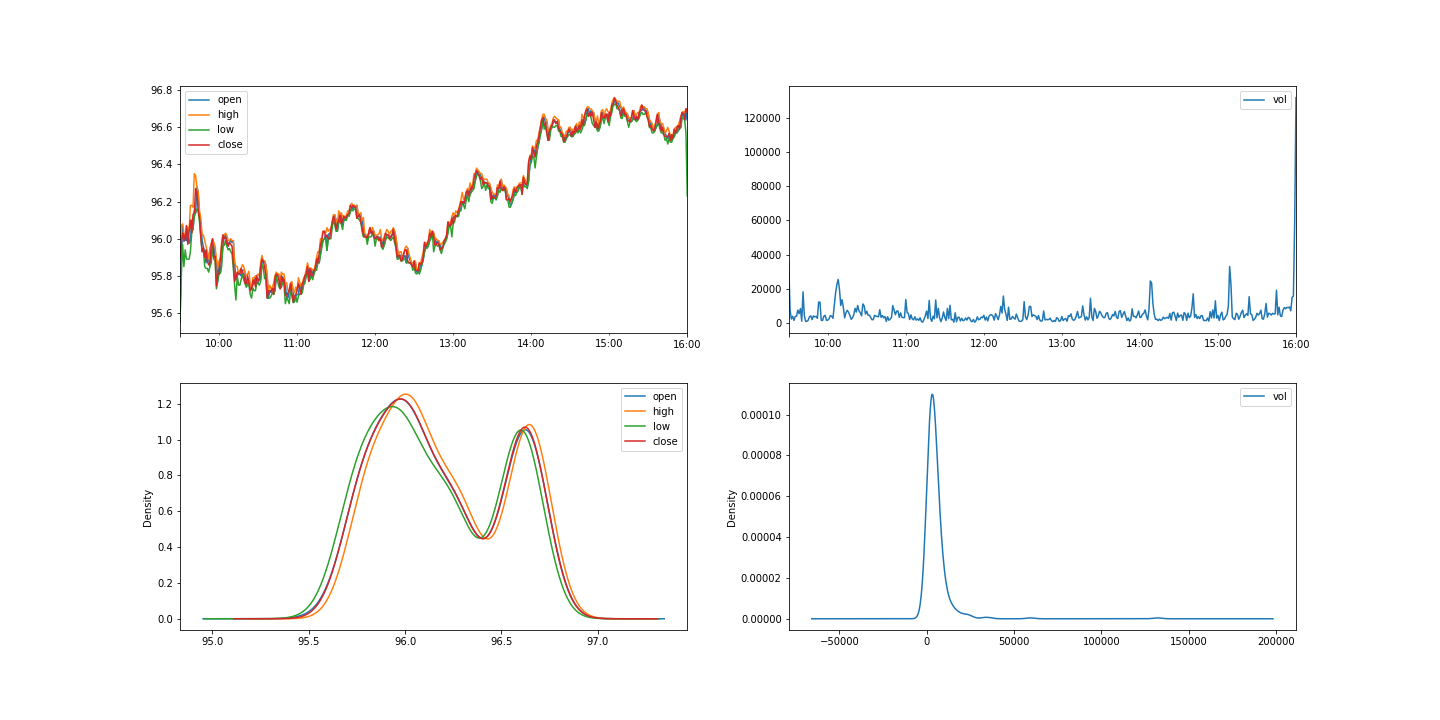 96.8
96.6
96.4
96.2
96.0
95.8
95.6
open
high
low
close
10:00 11:00 12:00 13:00 14:00 15:00 16:00
120000
100000
80000
60000
40000
20000
0
vol
10:00 11:00 12:00 13:00 14:00 15:00 16:00
Density
1.2
1.0
0.8
0.6
0.4
0.2
0.0
open
high
low
close
95.0 95.5 96.0 96.5 97.0
Density
0.00010
0.00008
0.00006
0.00004
0.00002
0.00000
vol
−50000 0 50000 100000 150000 200000